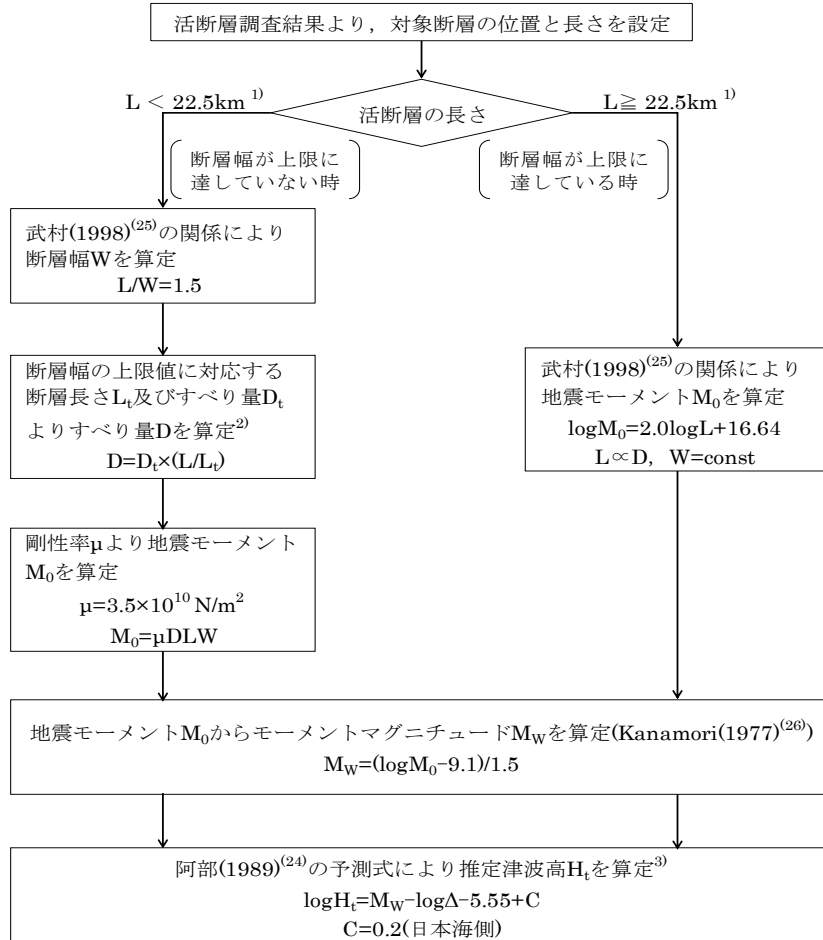 活断層調査結果より，対象断層の位置と長さを設定
L < 22.5km 1)
活断層の長さ
L≧ 22.5km 1)
断層幅が上限に
達していない時
断層幅が上限に
達している時
武村(1998)(25)の関係により
断層幅Wを算定
L/W=1.5
断層幅の上限値に対応する
断層長さLt及びすべり量Dt
よりすべり量Dを算定2)
D=Dt×(L/Lt)
剛性率μより地震モーメント
M0を算定
μ=3.5×10^10 N/m^2
M0=μDLW
武村(1998)(25)の関係により
地震モーメントM0を算定
logM0=2.0logL+16.64
L∝D，W=const
地震モーメントM0からモーメントマグニチュードMWを算定(Kanamori(1977)(26))
MW=(logM0-9.1)/1.5
阿部(1989)(24)の予測式により推定津波高Htを算定3)
logHt=MW-logΔ-5.55+C
C=0.2(日本海側)